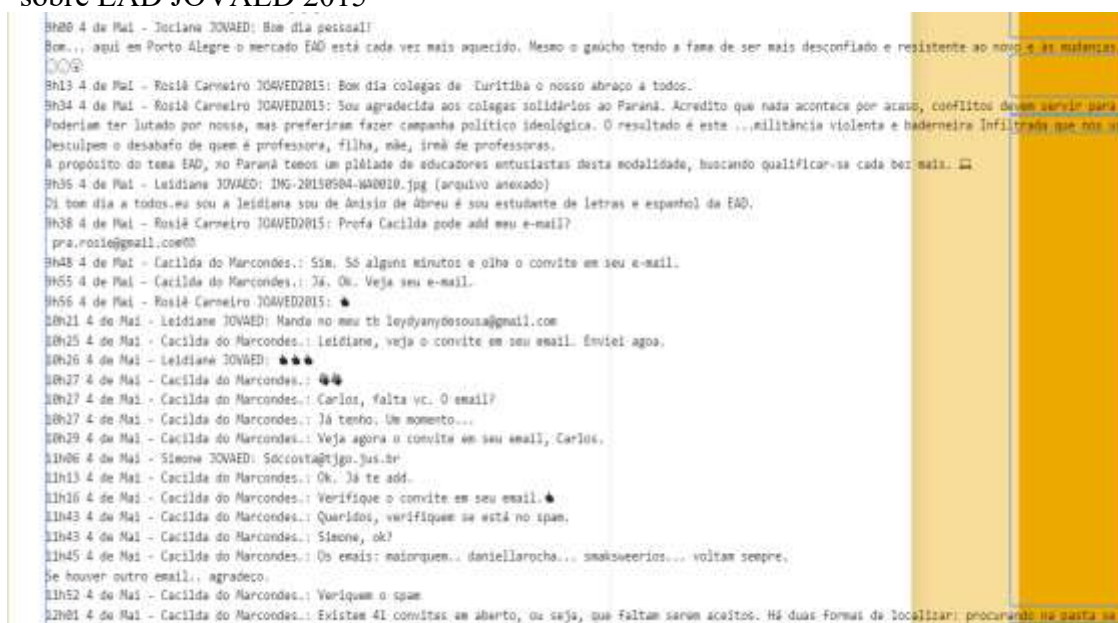 sobre EAD JOVAED 2015
9h00 4 de Mai - Jociane JOVAED: Bom dia pessoal!
Bom... aqui em Porto Alegre o mercado EAD está cada vez mais aquecido. Mesmo o gaúcho tendo a fama de ser mais desconfiado e resistente ao novo e às mudanças
9h13 4 de Mai - Rosiê Carneiro JOAVED2015: Bom dia colegas de Curitiba o nosso abraço a todos.
9h34 4 de Mai - Rosiê Carneiro JOAVED2015: Sou agradecida aos colegas solidários ao Paraná. Acredito que nada acontece por acaso, conflitos devem servir para
Poderiam ter lutado por nossa, mas preferiram fazer campanha político ideológica. O resultado é este ...militância violenta e baderneira Infiltrada que nós
Desculpem o desabafo de quem é professora, filha, mãe, irmã de professoras.
A propósito do tema EAD, no Paraná temos um plêiade de educadores entusiastas desta modalidade, buscando qualificar-se cada bez mais. 💻
9h36 4 de Mai - Leidiane JOVAED: IMG-20150504-WA0010.jpg (arquivo anexado)
Oi bom dia a todos.eu sou a leidiana sou de Anisio de Abreu é sou estudante de letras e espanhol da EAD.
9h38 4 de Mai - Rosiê Carneiro JOAVED2015: Profa Cacilda pode add meu e-mail?
pra.rosie@gmail.com
9h48 4 de Mai - Cacilda do Marcondes.: Sim. Só alguns minutos e olhe o convite em seu e-mail.
9h55 4 de Mai - Cacilda do Marcondes.: Já. Ok. Veja seu e-mail.
9h56 4 de Mai - Rosiê Carneiro JOAVED2015:
10h21 4 de Mai - Leidiane JOVAED: Manda no meu tb leydyanydesousa@gmail.com
10h25 4 de Mai - Cacilda do Marcondes.: Leidiane, veja o convite em seu email. Enviei agoa.
10h26 4 de Mai - Leidiane JOVAED:
10h27 4 de Mai - Cacilda do Marcondes.:
10h27 4 de Mai - Cacilda do Marcondes.: Carlos, falta vc. O email?
10h27 4 de Mai - Cacilda do Marcondes.: Já tenho. Um momento...
10h29 4 de Mai - Cacilda do Marcondes.: Veja agora o convite em seu email, Carlos.
11h06 4 de Mai - Simone JOVAED: Sdccosta@tjgo.jus.br
11h13 4 de Mai - Cacilda do Marcondes.: Ok. Já te add.
11h16 4 de Mai - Cacilda do Marcondes.: Verifique o convite em seu email.
11h43 4 de Mai - Cacilda do Marcondes.: Queridos, verifiquem se está no spam.
11h43 4 de Mai - Cacilda do Marcondes.: Simone, ok?
11h45 4 de Mai - Cacilda do Marcondes.: Os emais: maiorquem.. daniellarocha... smaksweerios... voltam sempre.
Se houver outro email.. agradeço.
11h52 4 de Mai - Cacilda do Marcondes.: Veriquem o spam
12h01 4 de Mai - Cacilda do Marcondes.: Existem 41 convites em aberto, ou seja, que faltam serem aceitos. Há duas formas de localizar: procurando na pasta